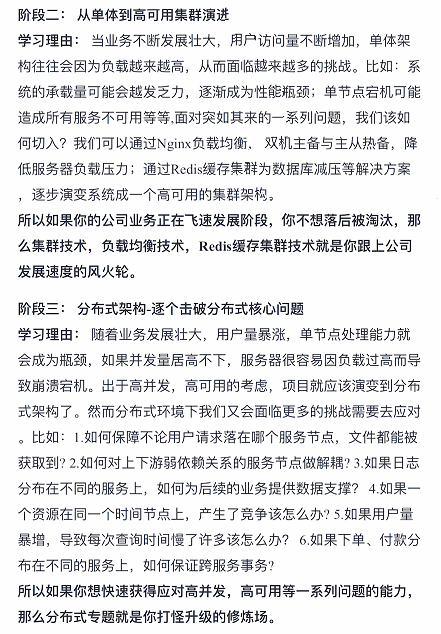 阶段二： 从单体到高可用集群演进
学习理由： 当业务不断发展壮大，用户访问量不断增加，单体架
构往往会因为负载越来越高，从而面临越来越多的挑战。比如：系
统的承载量可能会越发乏力，逐渐成为性能瓶颈；单节点宕机可能
造成所有服务不可用等等,面对突如其来的一系列问题，我们该如
何切入？我们可以通过Nginx负载均衡、双机主备与主从热备，降
低服务器负载压力；通过Redis缓存集群为数据库减压等解决方案
，逐步演变系统成一个高可用的集群架构。
所以如果你的公司业务正在飞速发展阶段，你不想落后被淘汰，那
么集群技术，负载均衡技术，Redis缓存集群技术就是你跟上公司
发展速度的风火轮。
阶段三： 分布式架构-逐个击破分布式核心问题
学习理由： 随着业务发展壮大，用户量暴涨，单节点处理能力就
会成为瓶颈，如果并发量居高不下，服务器很容易因负载过高而导
致崩溃宕机。出于高并发，高可用的考虑，项目就应该演变到分布
式架构了。然而分布式环境下我们又会面临更多的挑战需要去应对
。比如：1.如何保障不论用户请求落在哪个服务节点，文件都能被
获取到? 2.如何对上下游弱依赖关系的服务节点做解耦? 3.如果日志
分布在不同的服务上，如何为后续的业务提供数据支撑？ 4.如果一
个资源在同一个时间节点上，产生了竞争该怎么办? 5.如果用户量
暴增，导致每次查询时间慢了许多该怎么办？ 6.如果下单、付款分
布在不同的服务上，如何保证跨服务事务?
所以如果你想快速获得应对高并发，高可用等一系列问题的能力，
那么分布式专题就是你打怪升级的修炼场。